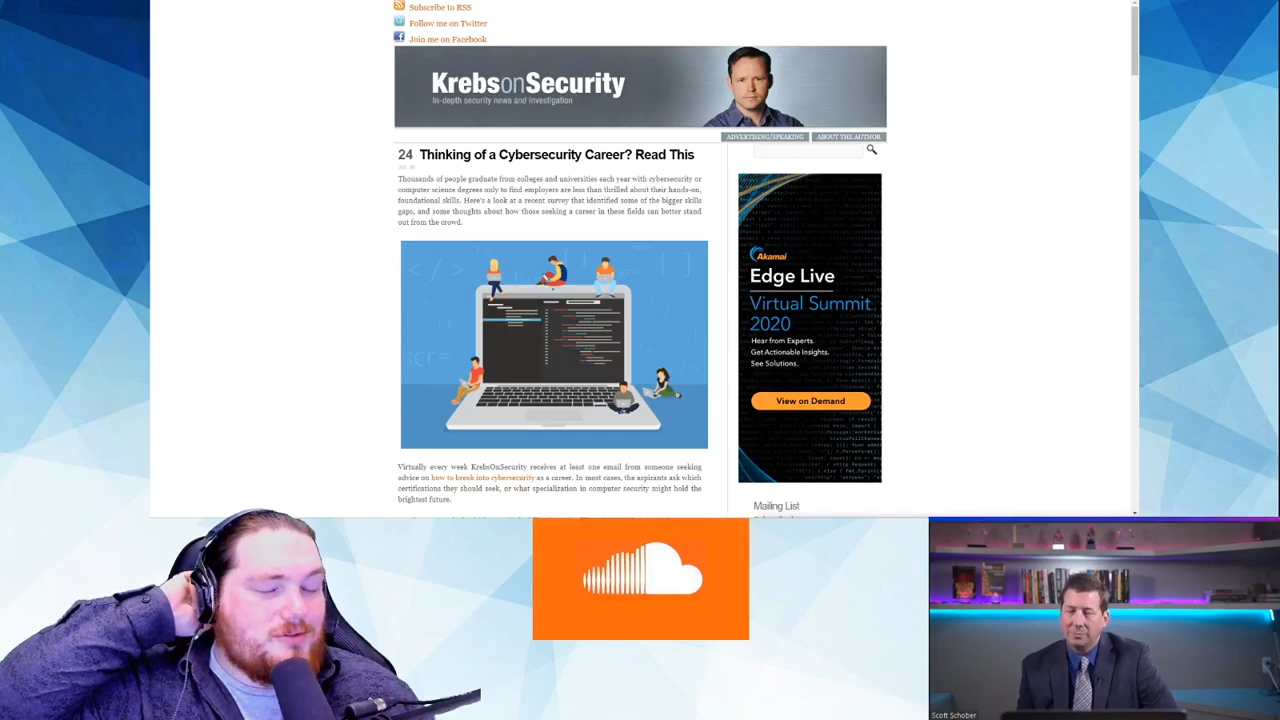 Subscribe to RSS
Follow me on Twitter
Join me on Facebook
KrebsonSecurity
In-depth security news and investigation
ADVERTISING/SPEAKING
ABOUT THE AUTHOR
24 Thinking of a Cybersecurity Career? Read This
Thousands of people graduate from colleges and universities each year with cybersecurity or
computer science degrees only to find employers are less than thrilled about their hands-on,
foundational skills. Here's a look at a recent survey that identified some of the bigger skills
gaps, and some thoughts about how those seeking a career in these fields can better stand
out from the crowd.
Akamai
Edge Live
Virtual Summit
2020
Hear from Experts.
Get Actionable Insights.
See Solutions.
View on Demand
Virtually every week KrebsOnSecurity receives at least one email from someone seeking
advice on how to break into cybersecurity as a career. In most cases, the aspirants ask which
certifications they should seek, or what specialization in computer security might hold the
brightest future.
Mailing List
Scott Schober